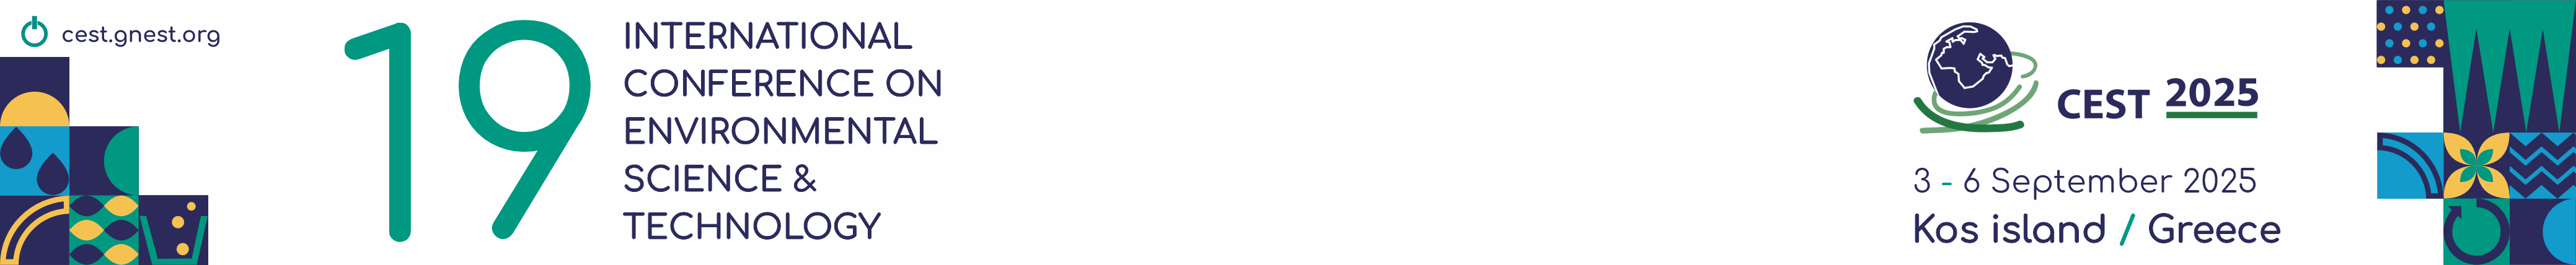 cest.gnest.org
19
INTERNATIONAL
CONFERENCE ON
ENVIRONMENTAL
SCIENCE &
TECHNOLOGY
CEST 2025
3 - 6 September 2025
Kos island / Greece